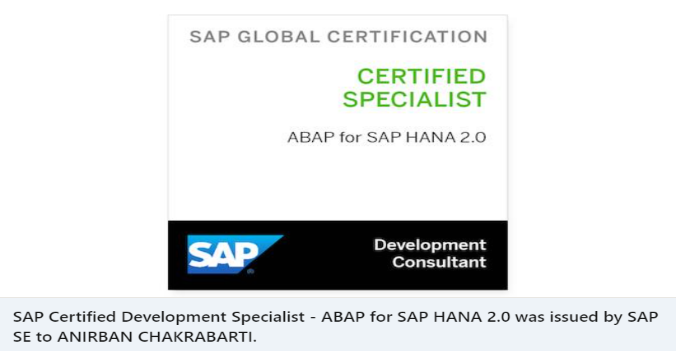 SAP GLOBAL CERTIFICATION
CERTIFIED
SPECIALIST
ABAP for SAP HANA 2.0
SAP
Development
Consultant
SAP Certified Development Specialist - ABAP for SAP HANA 2.0 was issued by SAP
SE to ANIRBAN CHAKRABARTI.